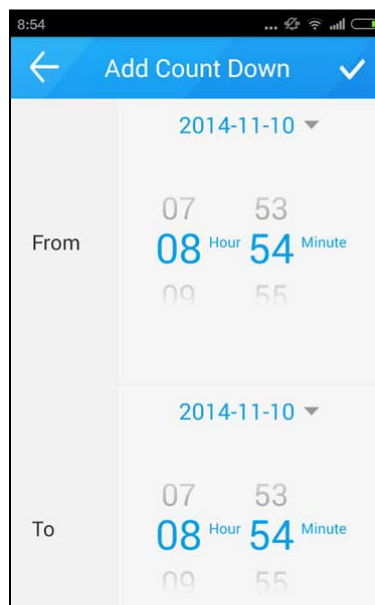 8:54
Add Count Down
2014-11-10
07 53
From 08 Hour 54 Minute
09 55
2014-11-10
07 53
To 08 Hour 54 Minute
09 55